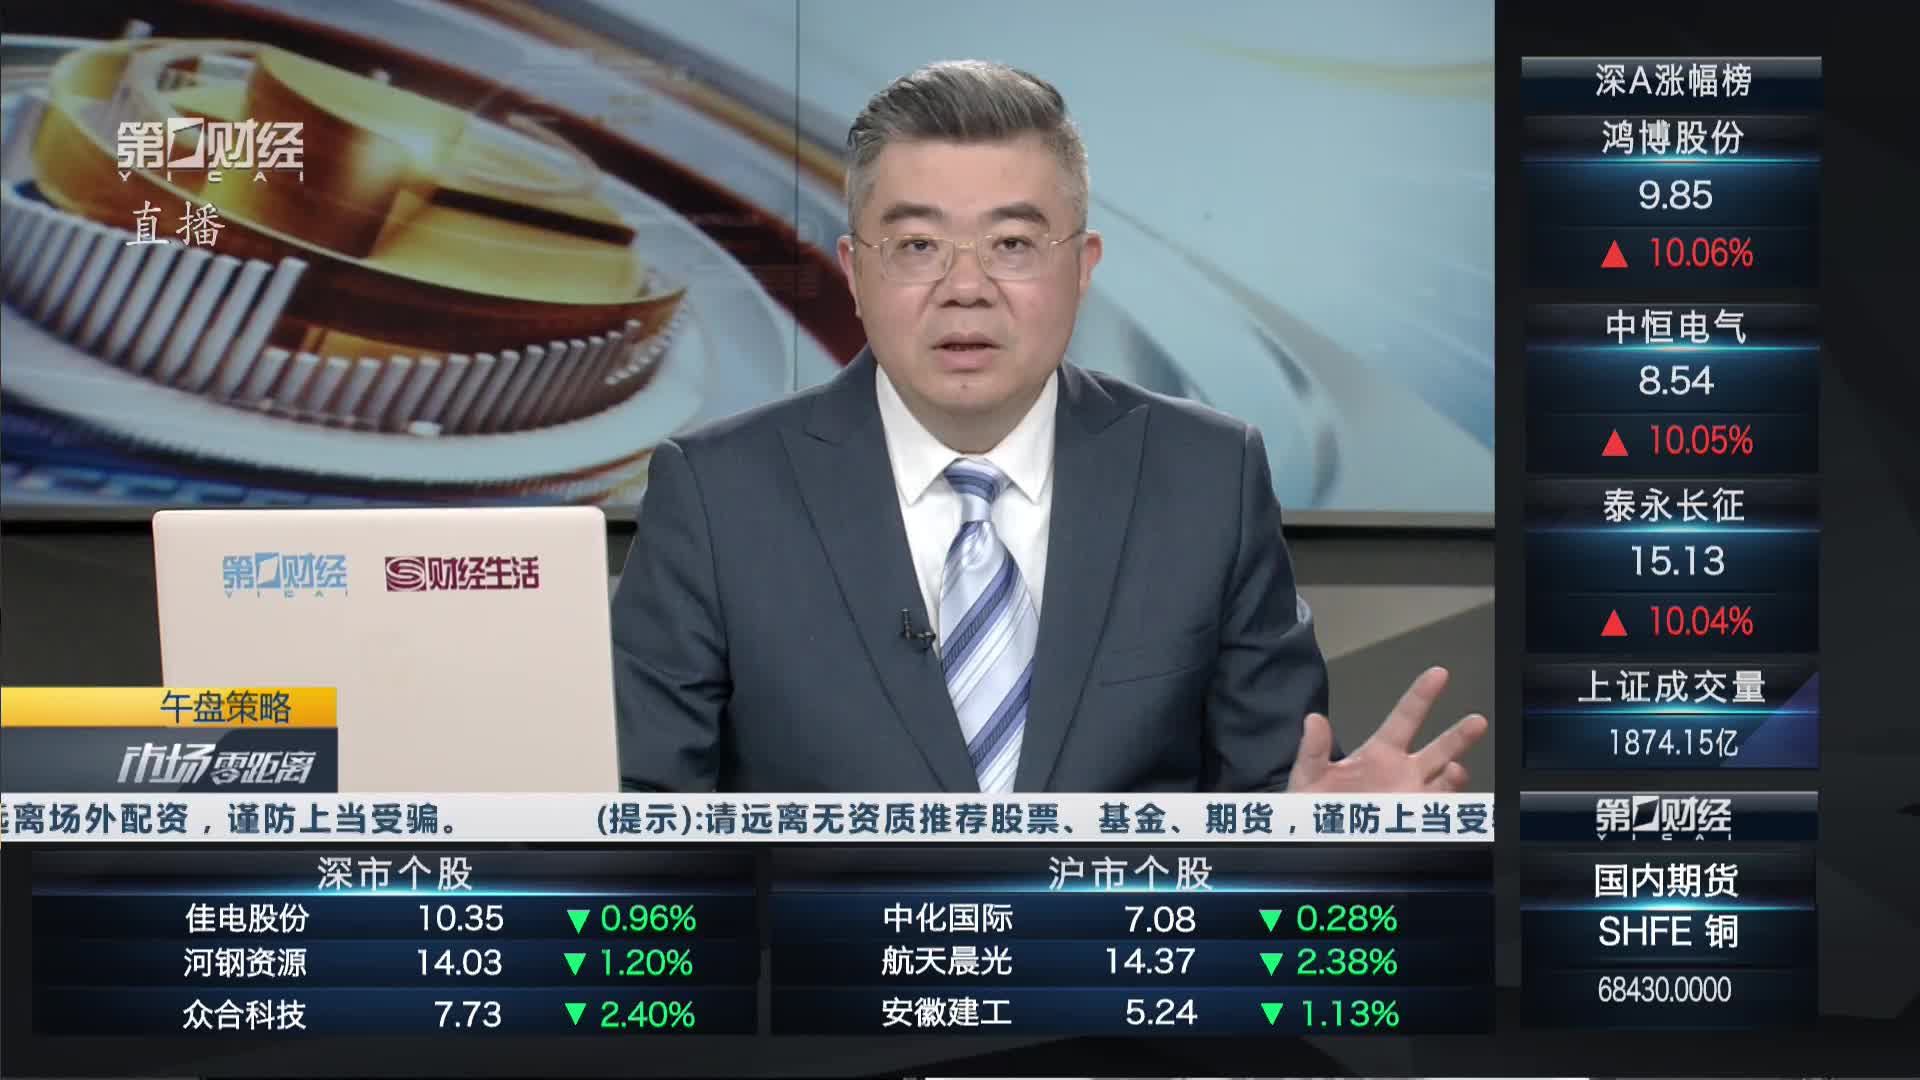 第一财经
YICAI
直播
第一财经
YICAI
财经生活
午盘策略
市场零距离
离场外配资，谨防上当受骗。 (提示):请远离无资质推荐股票、基金、期货，谨防上当受
深市个股
佳电股份 10.35 ▼ 0.96%
河钢资源 14.03 ▼ 1.20%
众合科技 7.73 ▼ 2.40%
沪市个股
中化国际 7.08 ▼ 0.28%
航天晨光 14.37 ▼ 2.38%
安徽建工 5.24 ▼ 1.13%
深A涨幅榜
鸿博股份
9.85
▲ 10.06%
中恒电气
8.54
▲ 10.05%
泰永长征
15.13
▲ 10.04%
上证成交量
1874.15亿
第一财经
YICAI
国内期货
SHFE 铜
68430.0000